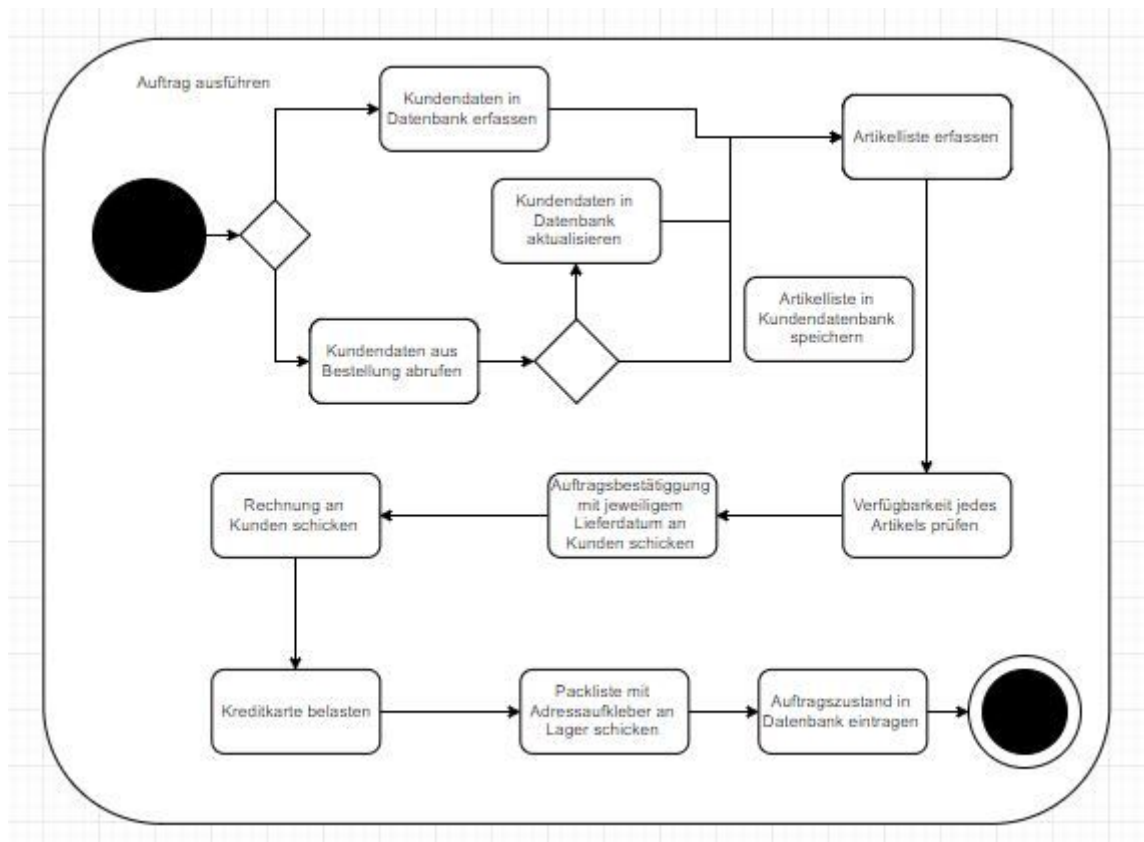 Auftrag ausführen
Kundendaten in
Datenbank erfassen
Artikelliste erfassen
Kundendaten in
Datenbank
aktualisieren
Artikelliste in
Kundendatenbank
speichern
Kundendaten aus
Bestellung abrufen
Rechnung an
Kunden schicken
Auftragsbestätiggung
mit jeweiligem
Lieferdatum an
Kunden schicken
Verfügbarkeit jedes
Artikels prüfen
Kreditkarte belasten
Packliste mit
Adressaufkleber an
Lager schicken
Auftragszustand in
Datenbank eintragen